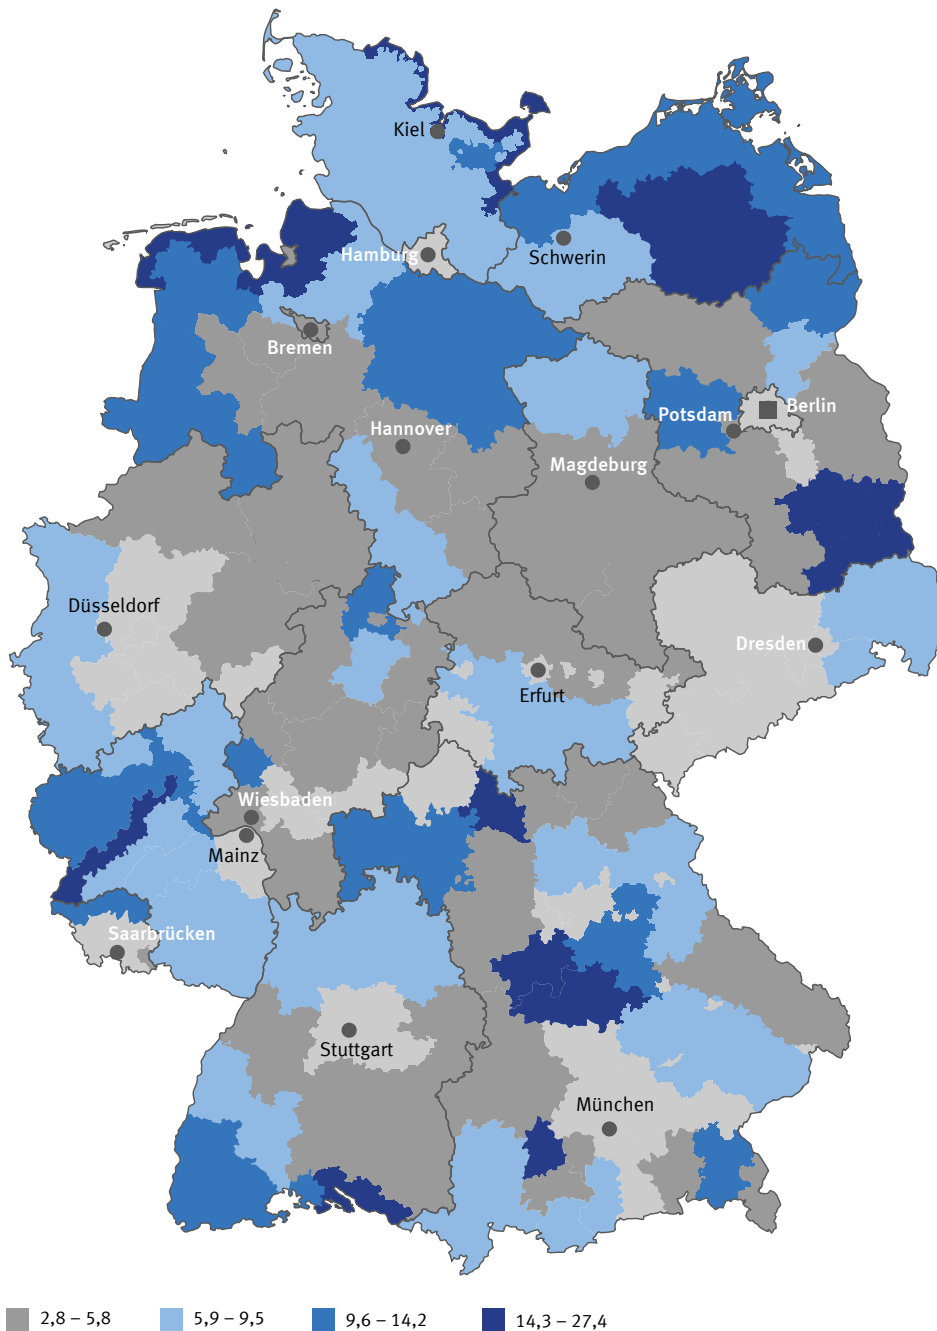 Kiel
Schwerin
Hamburg
Bremen
Berlin
Potsdam
Hannover
Magdeburg
Düsseldorf
Dresden
Erfurt
Wiesbaden
Mainz
Saarbrücken
Stuttgart
München
2,8 – 5,8 5,9 – 9,5 9,6 – 14,2 14,3 – 27,4